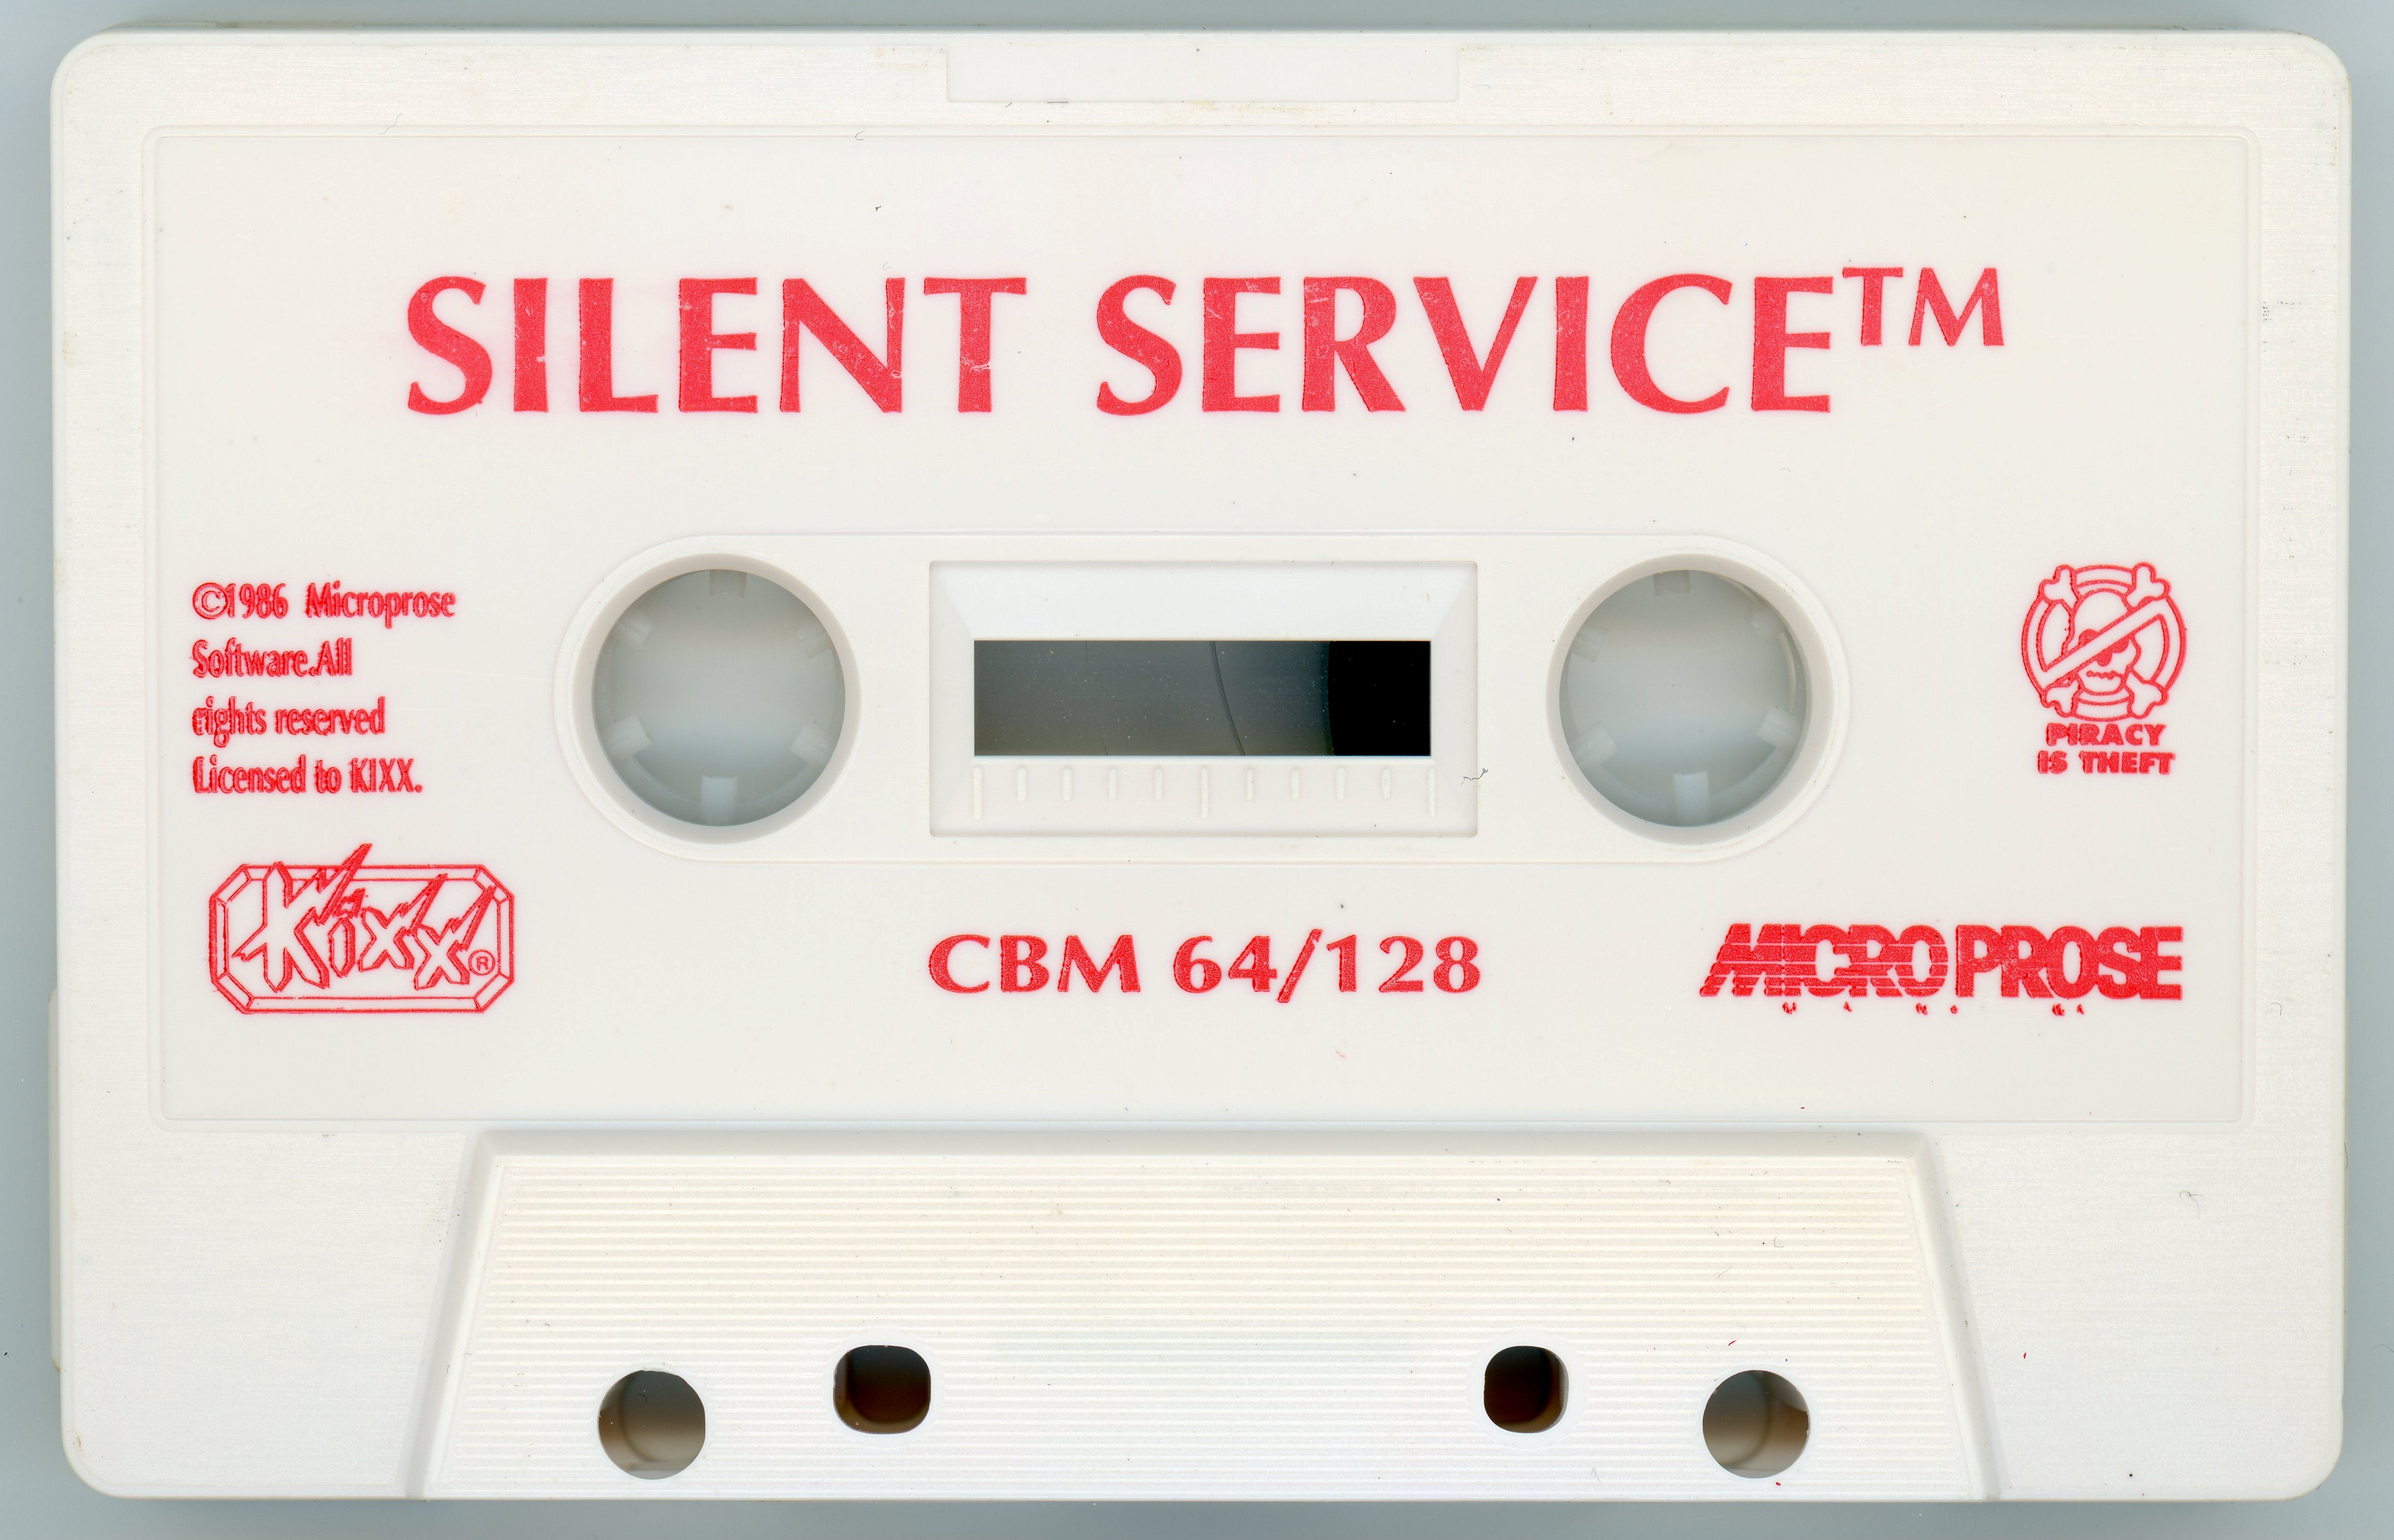 SILENT SERVICE™
©1986 Microprose
Software.All
rights reserved
Licensed to KIXX.
PIRACY
IS THEFT
Kixx®
CBM 64/128
MICROPROSE